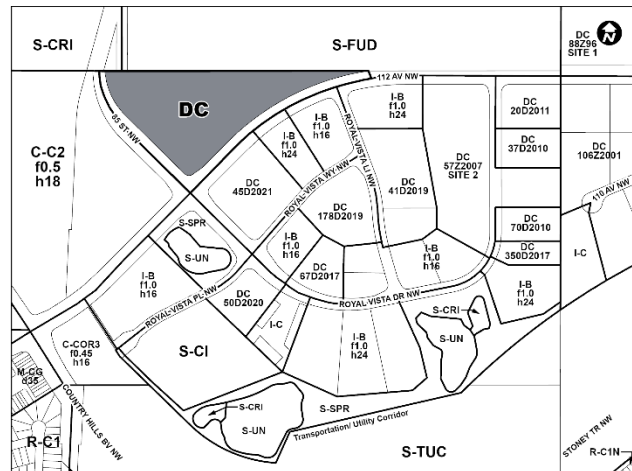 S-CRI
S-FUD
DC
88Z96
SITE 1
N
112 AV NW
DC
85 ST NW
C-C2
f0.5
h18
I-B
f1.0
h24
I-B
f1.0
h16
ROYAL-VISTA LI NW
I-B
f1.0
h24
DC
41D2019
DC
57Z2007
SITE 2
DC
20D2011
DC
37D2010
DC
106Z2001
110 AV NW
DC
45D2021
ROYAL-VISTA WY-NW
DC
178D2019
DC
70D2010
DC
350D2017
I-C
S-SPR
S-UN
I-B
f1.0
h16
DC
67D2017
I-B
f1.0
h16
I-B
f1.0
h24
I-B
f1.0
h16
ROYAL-VISTA PL-NW
DC
50D2020
I-C
ROYAL-VISTA DR-NW
S-CRI
S-UN
I-B
f1.0
h24
C-COR3
f0.45
h16
S-CI
M-CG
d35
COUNTRY HILLS BV NW
S-CRI
S-UN
S-SPR
Transportation/ Utility Corridor
S-TUC
STONEY TR NW
R-C1
R-C1N